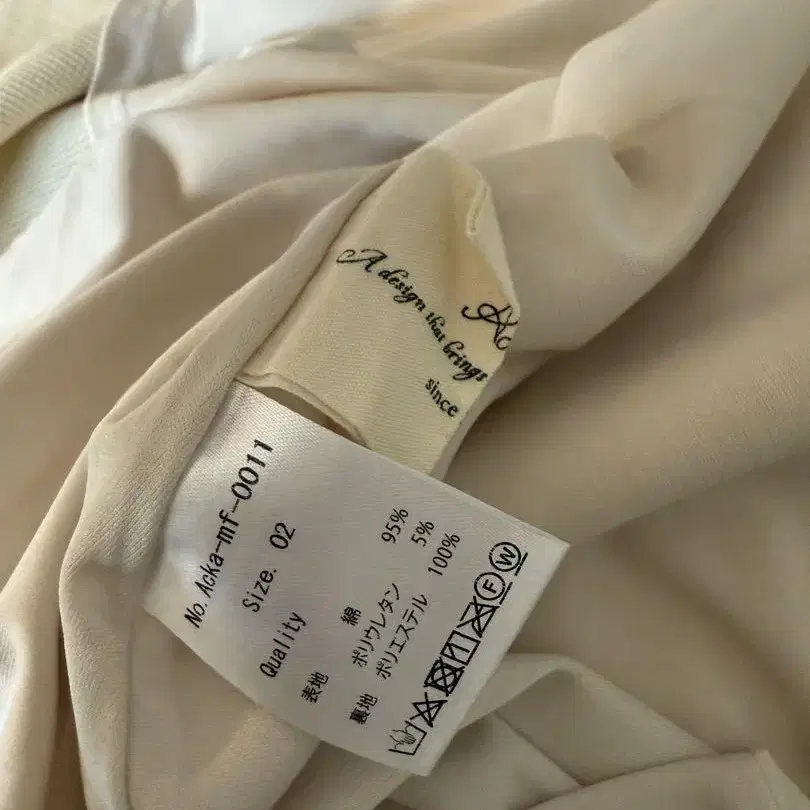 A design that brings
since
No. Acka-mf-0011
Size. 02
Quality
表地 綿 95%
ポリウレタン 5%
裏地 ポリエステル 100%
F W